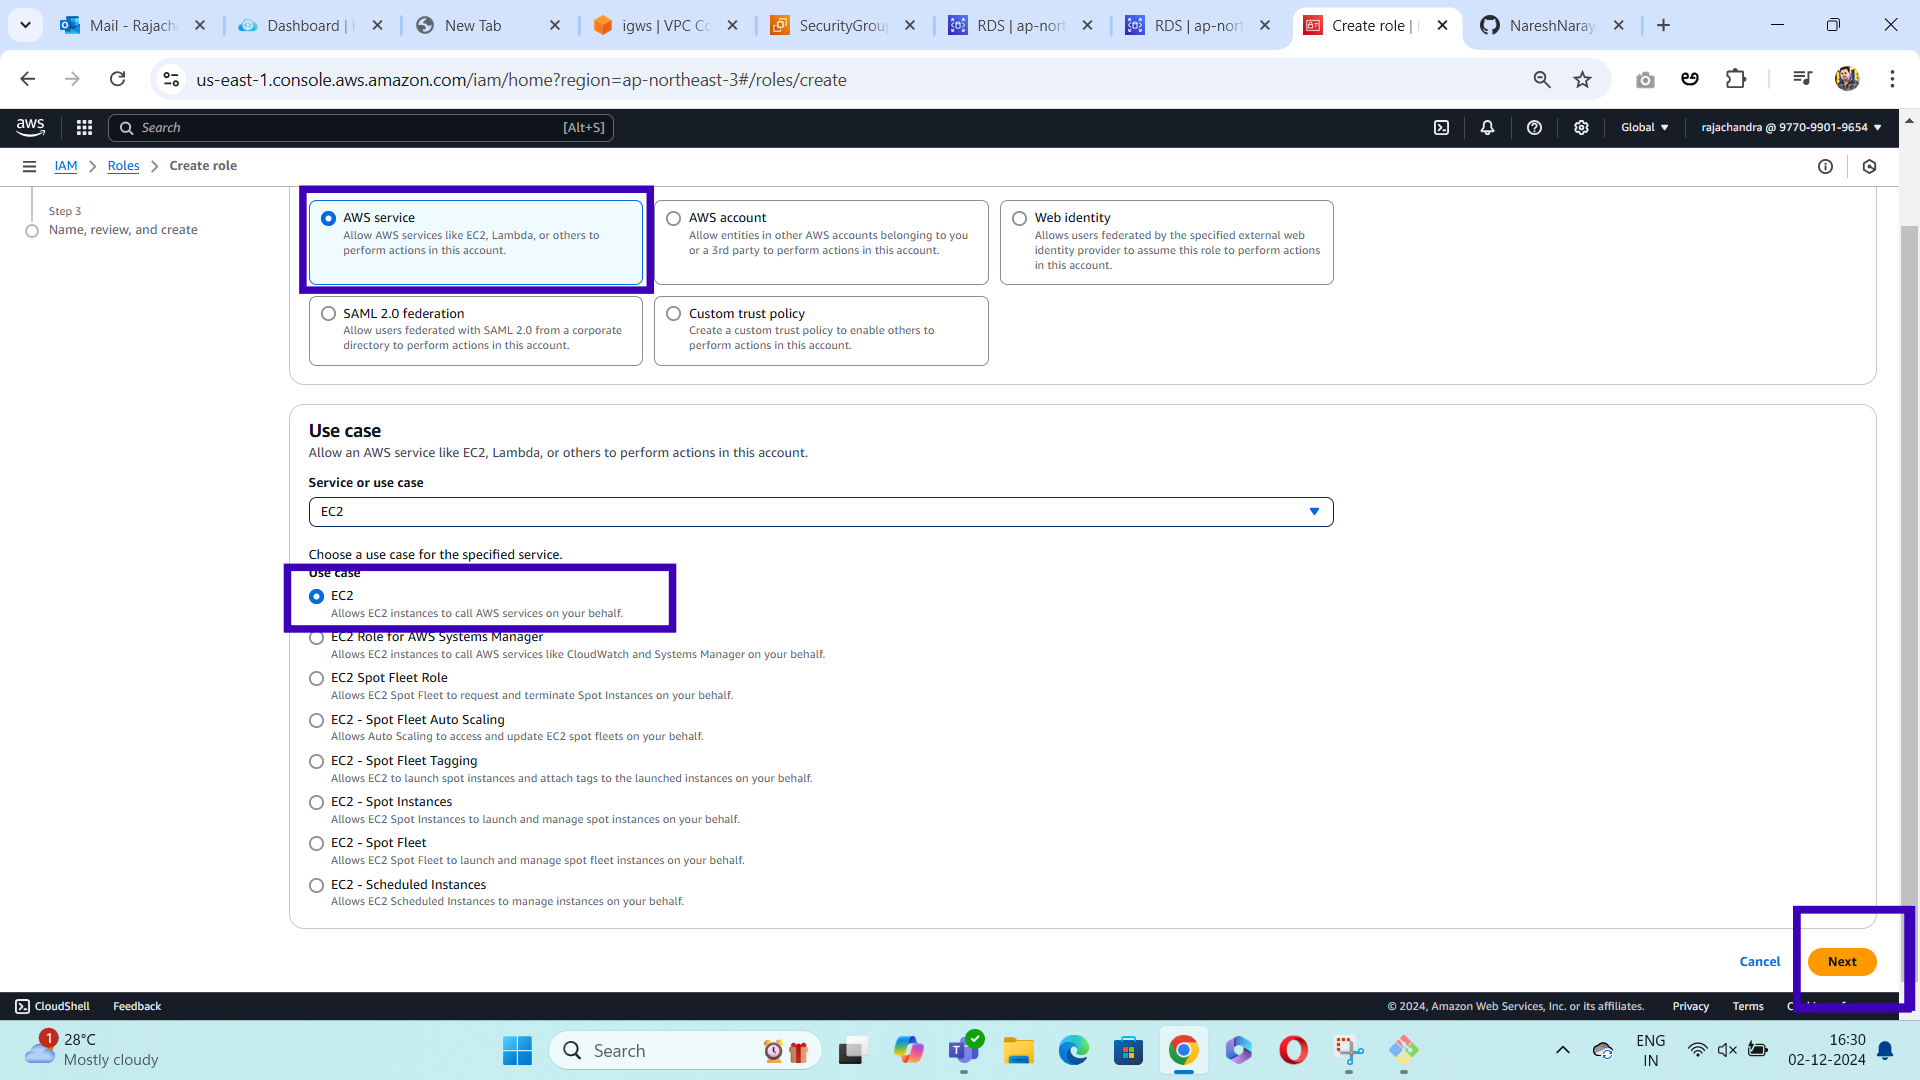 Mail - Rajach
Dashboard |
New Tab
igws | VPC Co
SecurityGrou
RDS | ap-nort
RDS | ap-nort
Create role |
NareshNaray
us-east-1.console.aws.amazon.com/iam/home?region=ap-northeast-3#/roles/create
aws
Search
[Alt+S]
Global
rajachandra @ 9770-9901-9654
IAM
Roles
Create role
Step 3
Name, review, and create
AWS service
Allow AWS services like EC2, Lambda, or others to
perform actions in this account.
AWS account
Allow entities in other AWS accounts belonging to you
or a 3rd party to perform actions in this account.
Web identity
Allows users federated by the specified external web
identity provider to assume this role to perform actions
in this account.
SAML 2.0 federation
Allow users federated with SAML 2.0 from a corporate
directory to perform actions in this account.
Custom trust policy
Create a custom trust policy to enable others to
perform actions in this account.
Use case
Allow an AWS service like EC2, Lambda, or others to perform actions in this account.
Service or use case
EC2
Choose a use case for the specified service.
Use case
EC2
Allows EC2 instances to call AWS services on your behalf.
EC2 Role for AWS Systems Manager
Allows EC2 instances to call AWS services like CloudWatch and Systems Manager on your behalf.
EC2 Spot Fleet Role
Allows EC2 Spot Fleet to request and terminate Spot Instances on your behalf.
EC2 - Spot Fleet Auto Scaling
Allows Auto Scaling to access and update EC2 spot fleets on your behalf.
EC2 - Spot Fleet Tagging
Allows EC2 to launch spot instances and attach tags to the launched instances on your behalf.
EC2 - Spot Instances
Allows EC2 Spot Instances to launch and manage spot instances on your behalf.
EC2 - Spot Fleet
Allows EC2 Spot Fleet to launch and manage spot fleet instances on your behalf.
EC2 - Scheduled Instances
Allows EC2 Scheduled Instances to manage instances on your behalf.
Cancel
Next
CloudShell
Feedback
© 2024, Amazon Web Services, Inc. or its affiliates.
Privacy
Terms
1
28°C
Mostly cloudy
Search
ENG
IN
16:30
02-12-2024